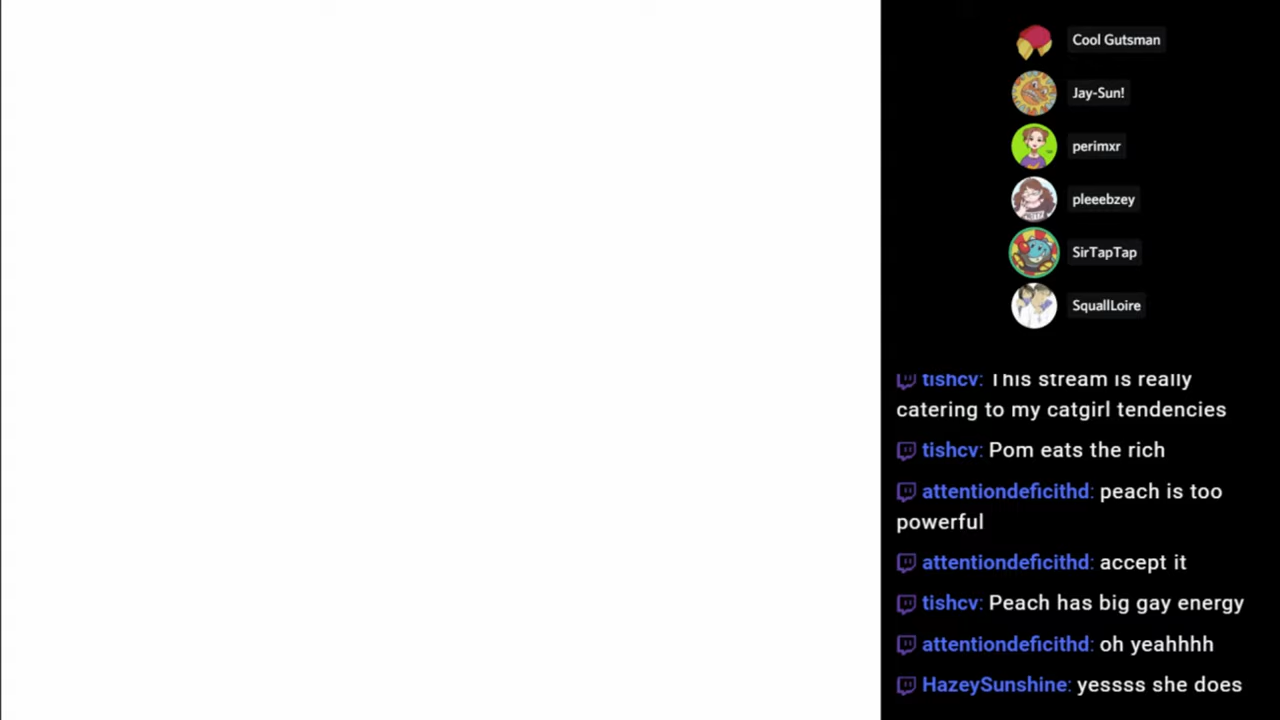 Cool Gutsman
Jay-Sun!
perimxr
pleeebzey
SirTapTap
SquallLoire
tishcv: This stream is really
catering to my catgirl tendencies
tishcv: Pom eats the rich
attentiondeficithd: peach is too
powerful
attentiondeficithd: accept it
tishcv: Peach has big gay energy
attentiondeficithd: oh yeahhhh
HazeySunshine: yessss she does